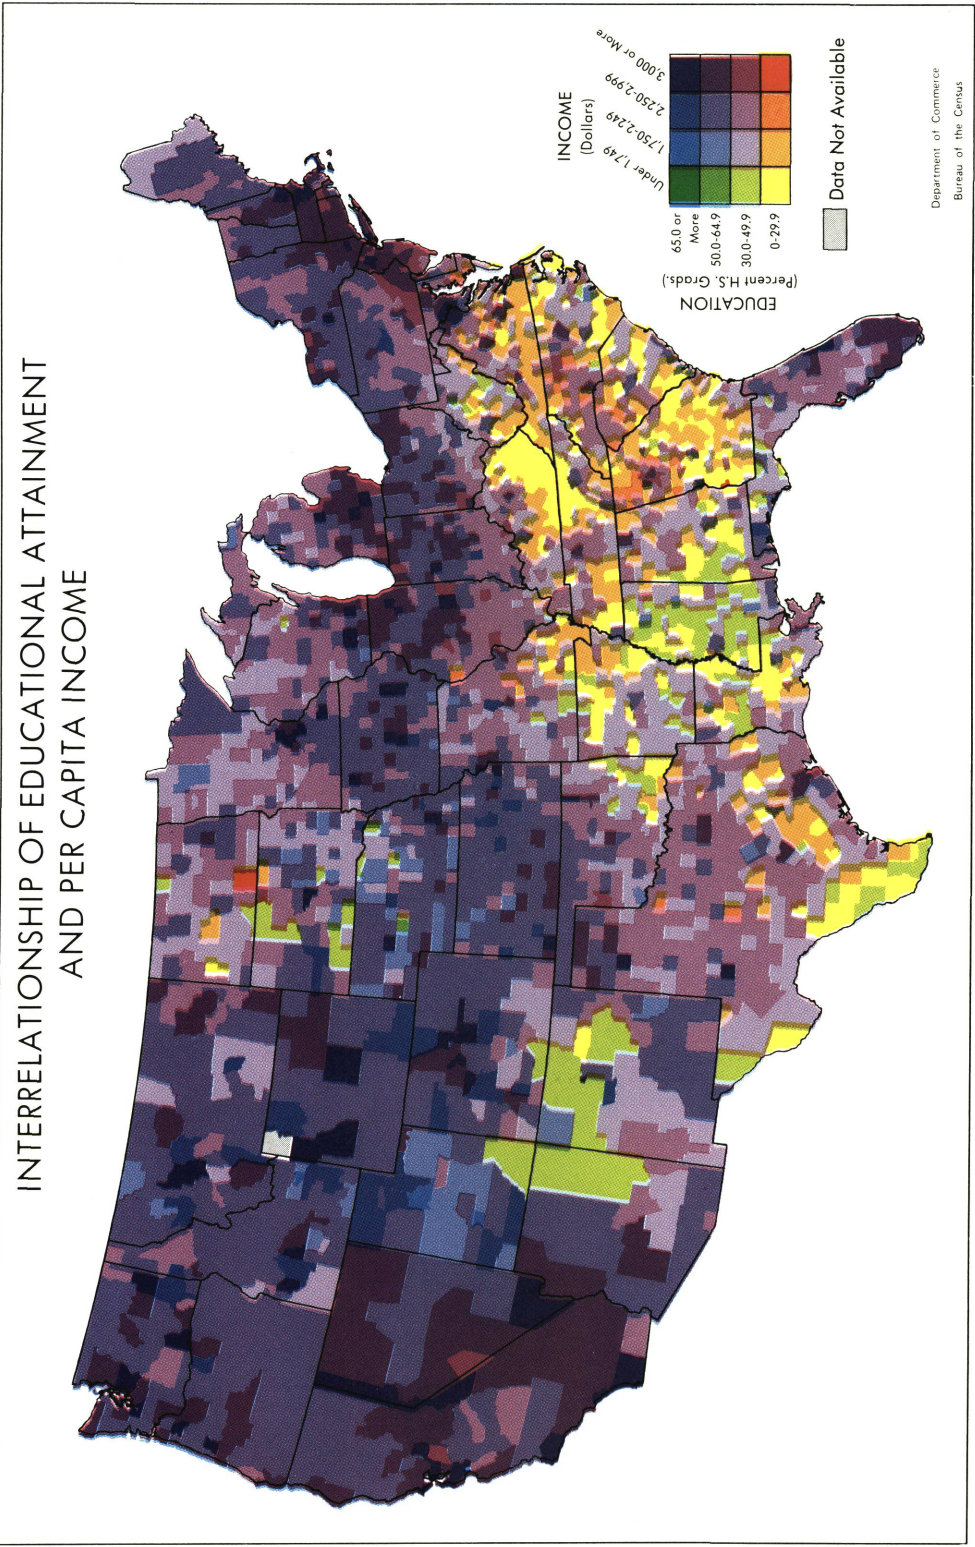 INTERRELATIONSHIP OF EDUCATIONAL ATTAINMENT
AND PER CAPITA INCOME
INCOME
(Dollars)
Under 1,749
1,750-2,249
2,250-2,999
3,000 or More
EDUCATION
(Percent H.S. Grads.)
65.0 or
More
50.0-64.9
30.0-49.9
0-29.9
Data Not Available
Department of Commerce
Bureau of the Census